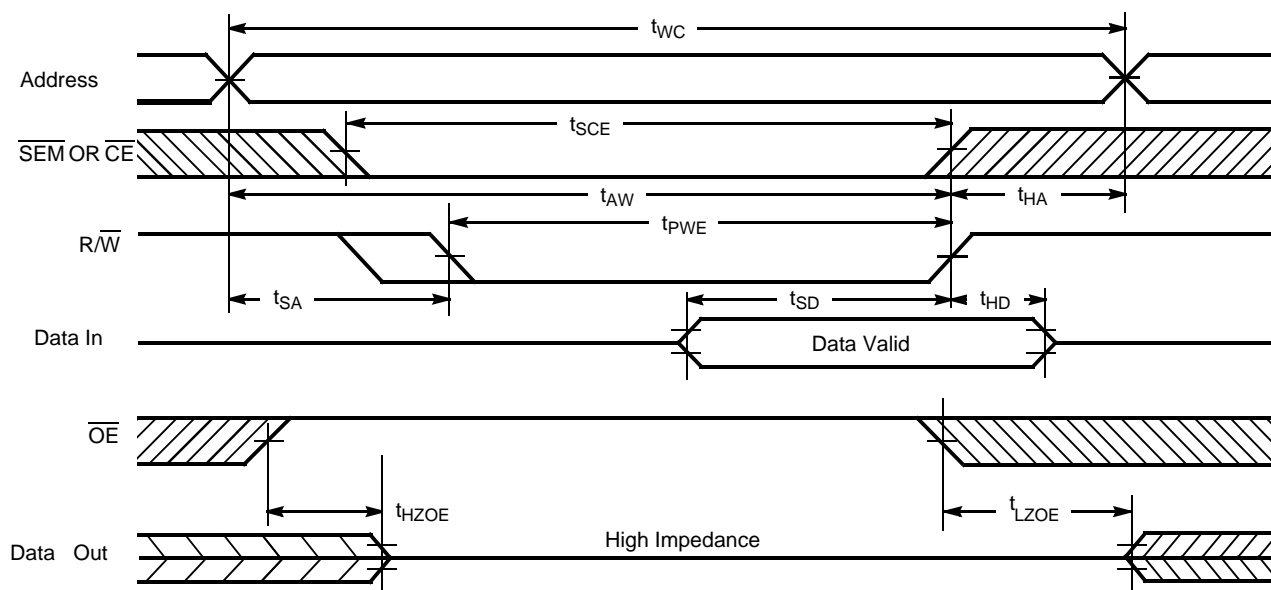 tWC
Address
tSCE
SEM OR CE
tAW
tHA
tPWE
R/W
tSA
tSD
tHD
Data In
Data Valid
OE
tHZOE
tLZOE
High Impedance
Data Out